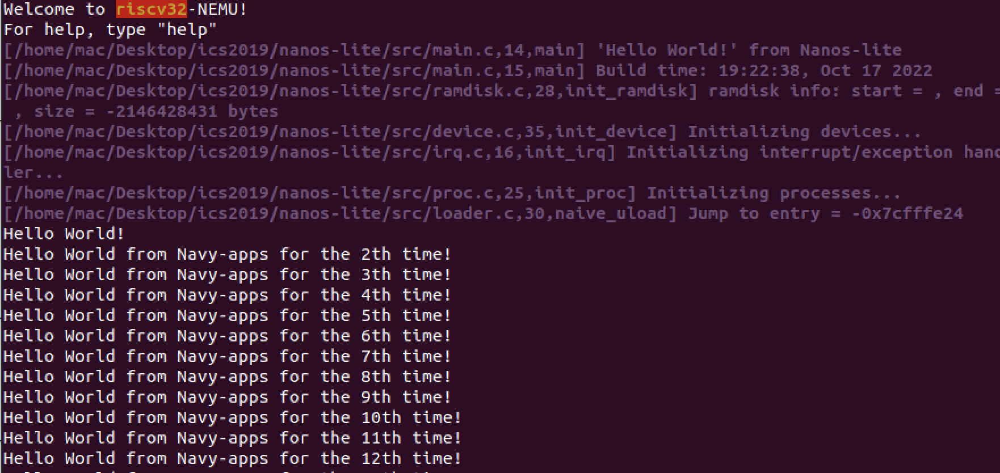 Welcome to riscv32-NEMU!
For help, type "help"
[/home/mac/Desktop/ics2019/nanos-lite/src/main.c,14,main] 'Hello World!' from Nanos-lite
[/home/mac/Desktop/ics2019/nanos-lite/src/main.c,15,main] Build time: 19:22:38, Oct 17 2022
[/home/mac/Desktop/ics2019/nanos-lite/src/ramdisk.c,28,init_ramdisk] ramdisk info: start = , end =
 , size = -2146428431 bytes
[/home/mac/Desktop/ics2019/nanos-lite/src/device.c,35,init_device] Initializing devices...
[/home/mac/Desktop/ics2019/nanos-lite/src/irq.c,16,init_irq] Initializing interrupt/exception hand
ler...
[/home/mac/Desktop/ics2019/nanos-lite/src/proc.c,25,init_proc] Initializing processes...
[/home/mac/Desktop/ics2019/nanos-lite/src/loader.c,30,naive_uload] Jump to entry = -0x7cfffe24
Hello World!
Hello World from Navy-apps for the 2th time!
Hello World from Navy-apps for the 3th time!
Hello World from Navy-apps for the 4th time!
Hello World from Navy-apps for the 5th time!
Hello World from Navy-apps for the 6th time!
Hello World from Navy-apps for the 7th time!
Hello World from Navy-apps for the 8th time!
Hello World from Navy-apps for the 9th time!
Hello World from Navy-apps for the 10th time!
Hello World from Navy-apps for the 11th time!
Hello World from Navy-apps for the 12th time!